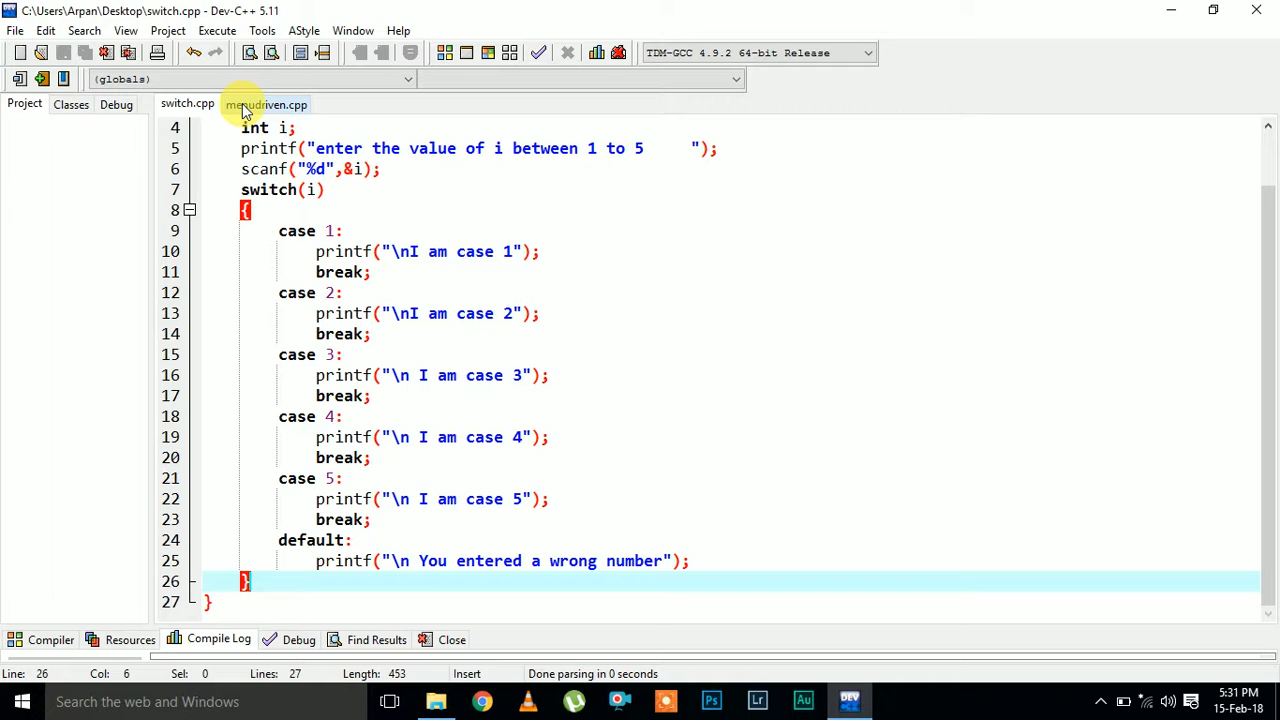 C:\Users\Arpan\Desktop\switch.cpp - Dev-C++ 5.11
File Edit Search View Project Execute Tools AStyle Window Help
TDM-GCC 4.9.2 64-bit Release
(globals)
Project Classes Debug switch.cpp menudriven.cpp
4 int i;
5 printf("enter the value of i between 1 to 5     ");
6 scanf("%d",&i);
7 switch(i)
8 {
9 case 1:
10 printf("\nI am case 1");
11 break;
12 case 2:
13 printf("\nI am case 2");
14 break;
15 case 3:
16 printf("\n I am case 3");
17 break;
18 case 4:
19 printf("\n I am case 4");
20 break;
21 case 5:
22 printf("\n I am case 5");
23 break;
24 default:
25 printf("\n You entered a wrong number");
26 }
27 }
Compiler Resources Compile Log Debug Find Results Close
Line: 26 Col: 6 Sel: 0 Lines: 27 Length: 453 Insert Done parsing in 0 seconds
Search the web and Windows Ps Lr Au DEV 5:31 PM
15-Feb-18